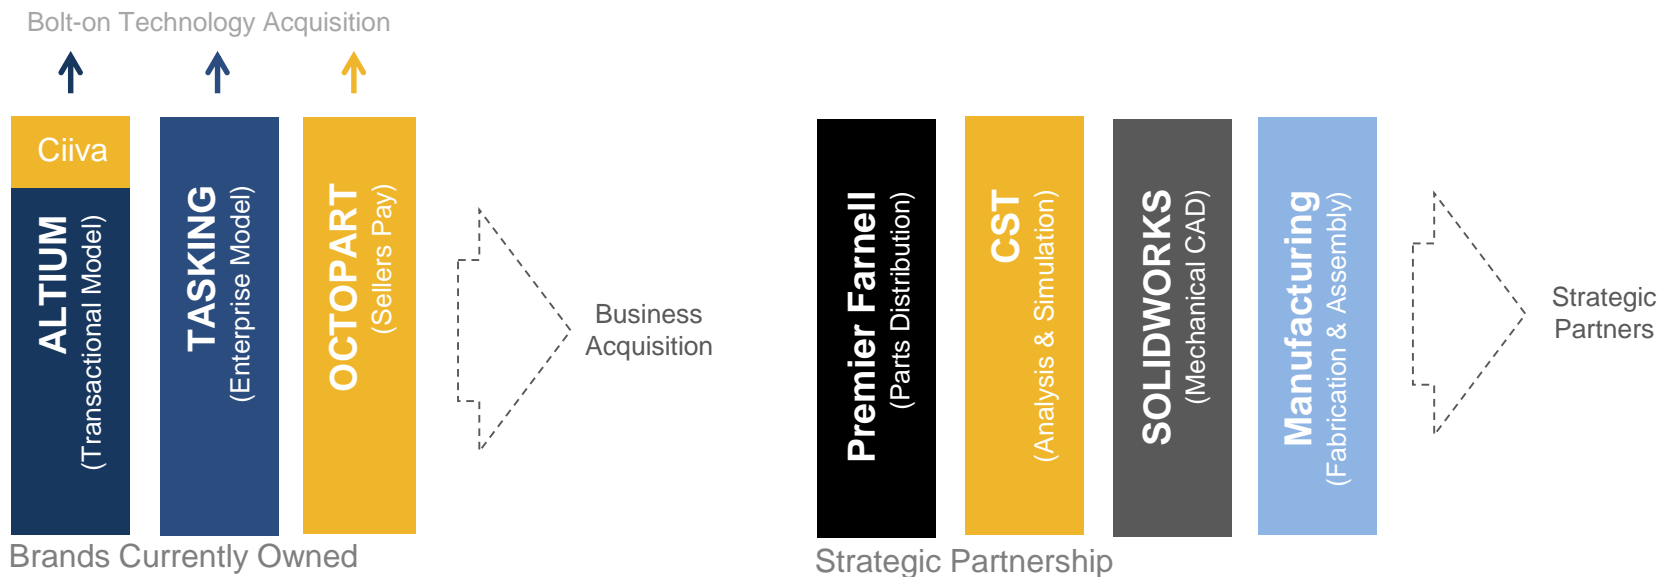 Bolt-on Technology Acquisition
Ciiva
ALTIUM
(Transactional Model)
TASKING
(Enterprise Model)
OCTOPART
(Sellers Pay)
Business
Acquisition
Brands Currently Owned
Premier Farnell
(Parts Distribution)
CST
(Analysis & Simulation)
SOLIDWORKS
(Mechanical CAD)
Manufacturing
(Fabrication & Assembly)
Strategic
Partners
Strategic Partnership